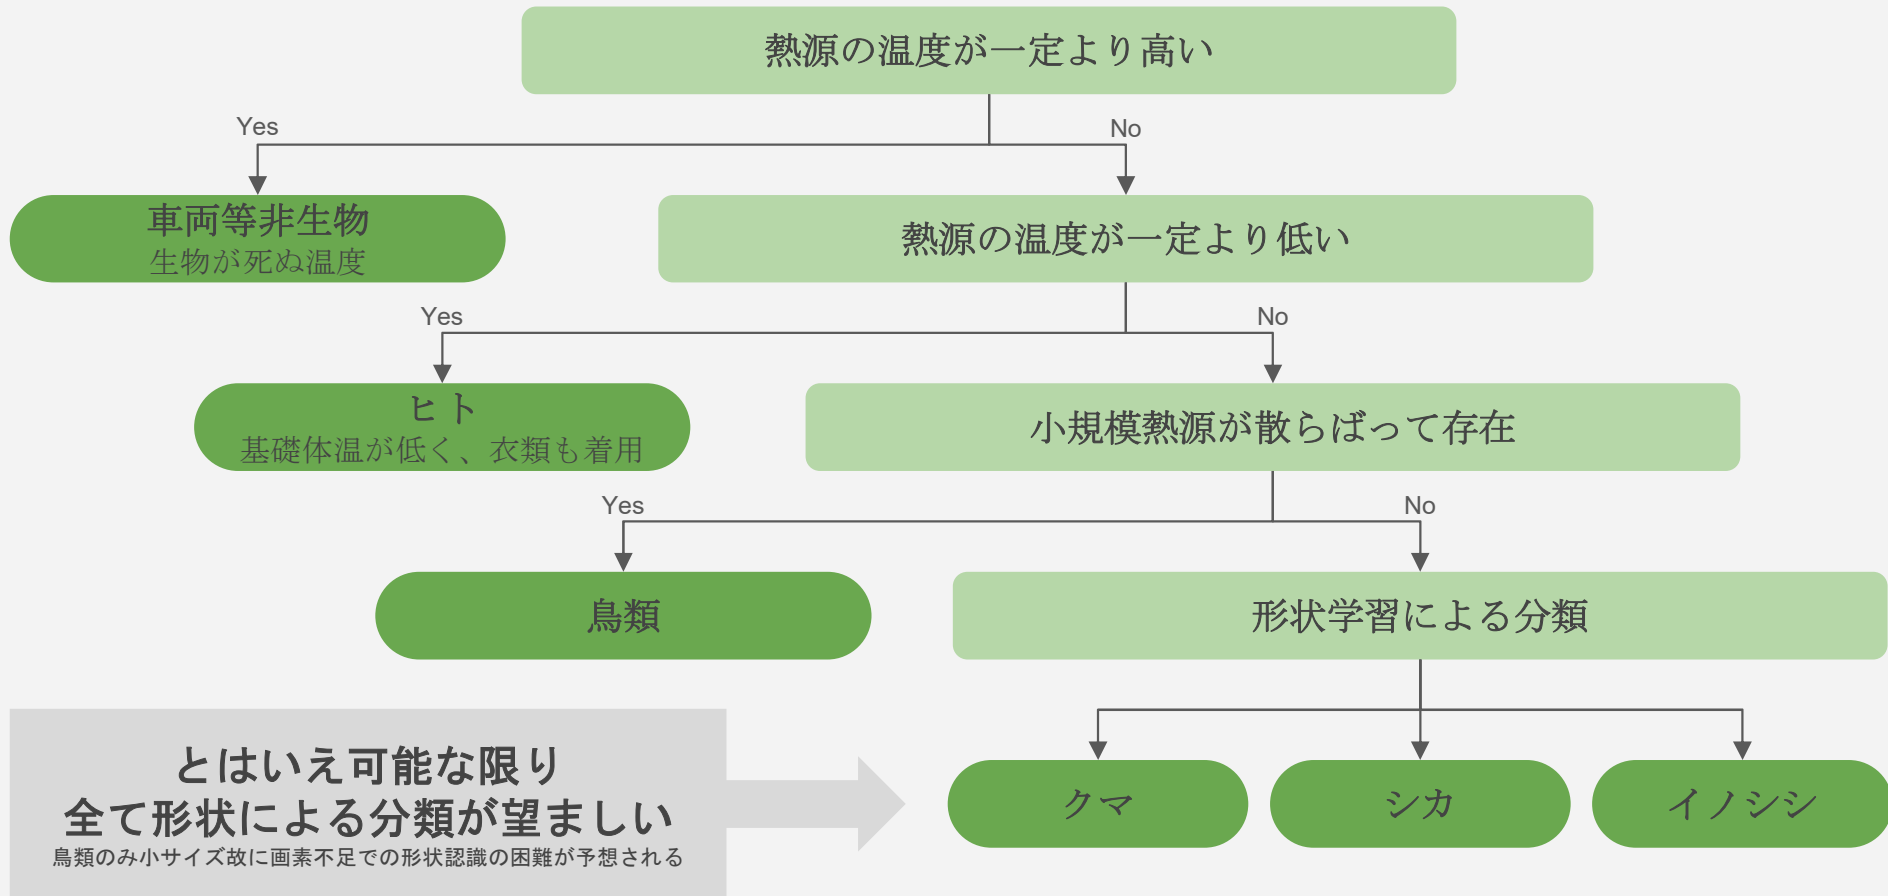 熱源の温度が一定より高い
Yes
No
車両等非生物
生物が死ぬ温度
熱源の温度が一定より低い
Yes
No
ヒト
基礎体温が低く、衣類も着用
小規模熱源が散らばって存在
Yes
No
鳥類
形状学習による分類
とはいえ可能な限り
全て形状による分類が望ましい
鳥類のみ小サイズ故に画素不足での形状認識の困難が予想される
クマ
シカ
イノシシ